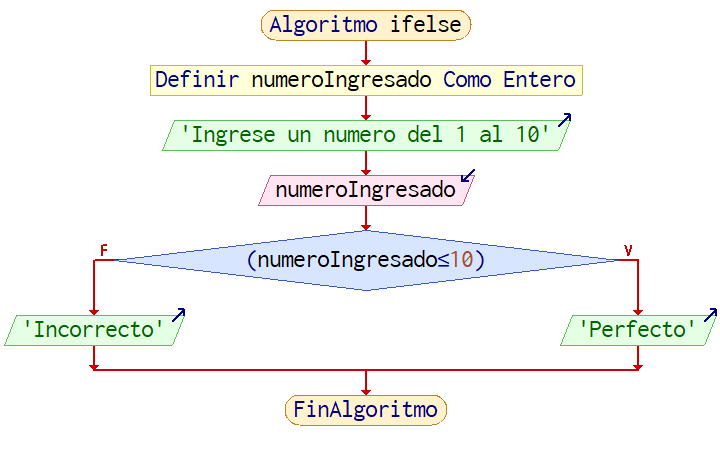 Algoritmo ifelse
Definir numeroIngresado Como Entero
'Ingrese un numero del 1 al 10'
numeroIngresado
F
V
(numeroIngresado≤10)
'Incorrecto'
'Perfecto'
FinAlgoritmo